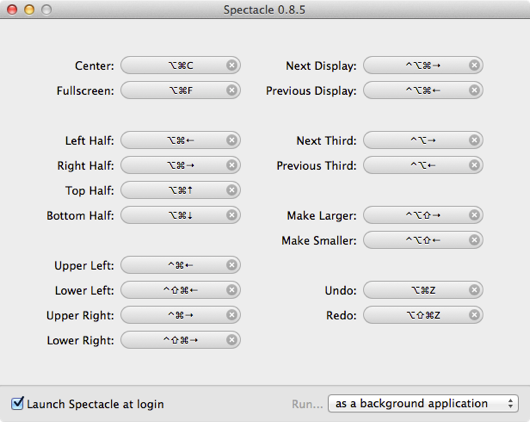 Spectacle 0.8.5
Center: ⌥⌘C
Fullscreen: ⌥⌘F
Left Half: ⌥⌘←
Right Half: ⌥⌘→
Top Half: ⌥⌘↑
Bottom Half: ⌥⌘↓
Upper Left: ^⌘←
Lower Left: ^⇧⌘←
Upper Right: ^⌘→
Lower Right: ^⇧⌘→
Next Display: ^⌥⌘→
Previous Display: ^⌥⌘←
Next Third: ^⌥→
Previous Third: ^⌥←
Make Larger: ^⌥⇧→
Make Smaller: ^⌥⇧←
Undo: ⌥⌘Z
Redo: ⌥⇧⌘Z
Launch Spectacle at login
Run... as a background application